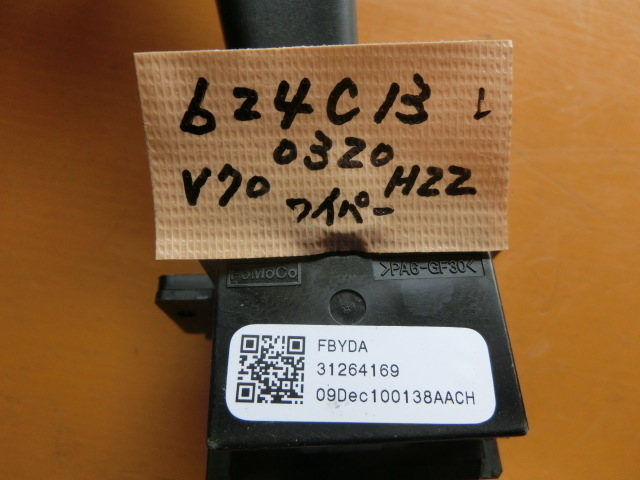 624C13 L
0320
V70 H22
ワイパー
FoMoCo >PA6-GF30<
FBYDA
31264169
09Dec100138AACH